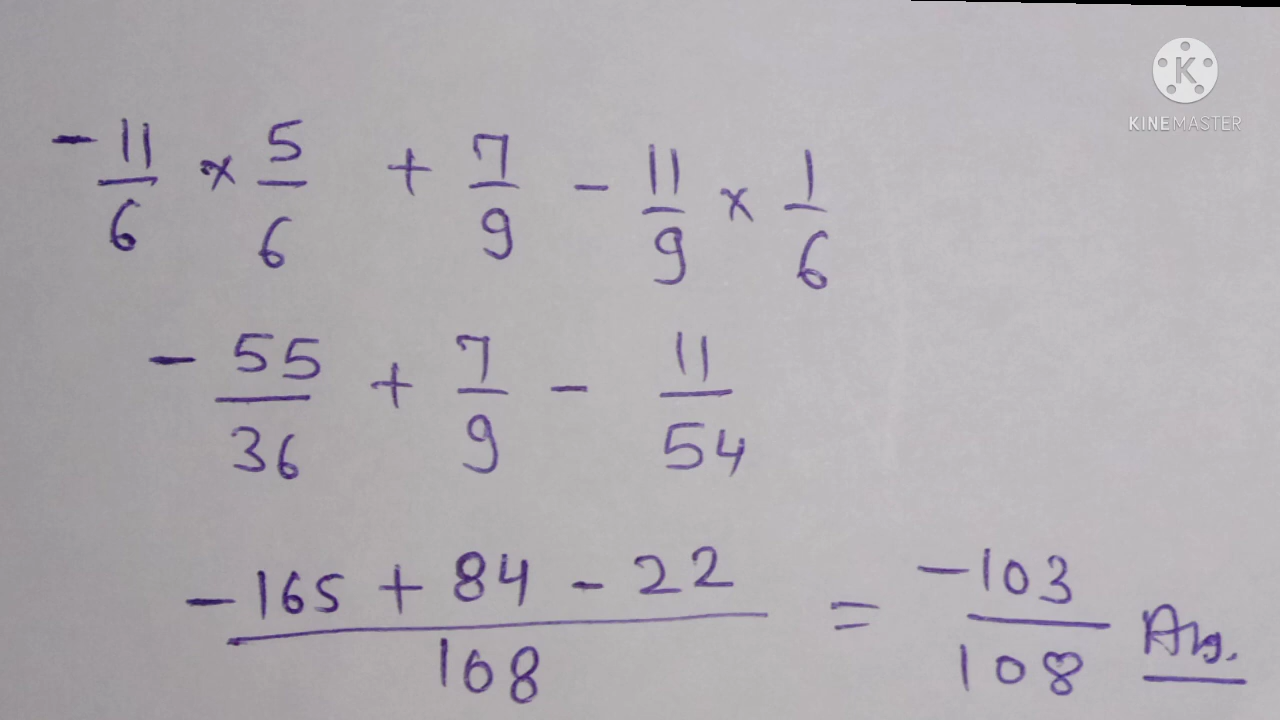 K
KINEMASTER
-11/6 × 5/6 + 7/9 - 11/9 × 1/6
- 55/36 + 7/9 - 11/54
-165 + 84 - 22/108 = -103/108 Ans.